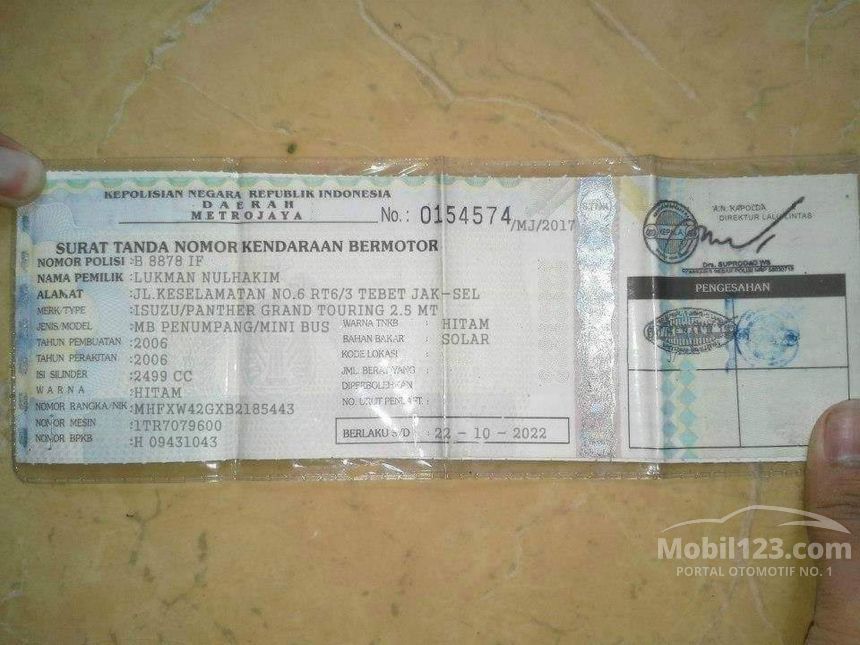 KEPOLISIAN NEGARA REPUBLIK INDONESIA
DAERAH
METROJAYA
No.: 0154574/MJ/2017
SURAT TANDA NOMOR KENDARAAN BERMOTOR
NOMOR POLISI :B 8878 IF
NAMA PEMILIK :LUKMAN NULHAKIM
ALAMAT :JL.KESELAMATAN NO.6 RT6/3 TEBET JAK-SEL
MERK/TYPE :ISUZU/PANTHER GRAND TOURING 2.5 MT
JENIS/MODEL :MB PENUMPANG/MINI BUS
TAHUN PEMBUATAN :2006
TAHUN PERAKITAN :2006
ISI SILINDER :2499 CC
WARNA :HITAM
NOMOR RANGKA/NIK :MHFXW42GXB2185443
NOMOR MESIN :1TR7079600
NOMOR BPKB :H 09431043
WARNA TNKB : HITAM
BAHAN BAKAR : SOLAR
KODE LOKASI :
JML. BERAT YANG :
DIPERBOLEHKAN
NO. URUT PENDAFT :
BERLAKU S/D : 22 - 10 - 2022
A.N. KAPOLDA
DIREKTUR LALU LINTAS
KEPALA
PENGESAHAN
Mobil123.com
PORTAL OTOMOTIF NO. 1